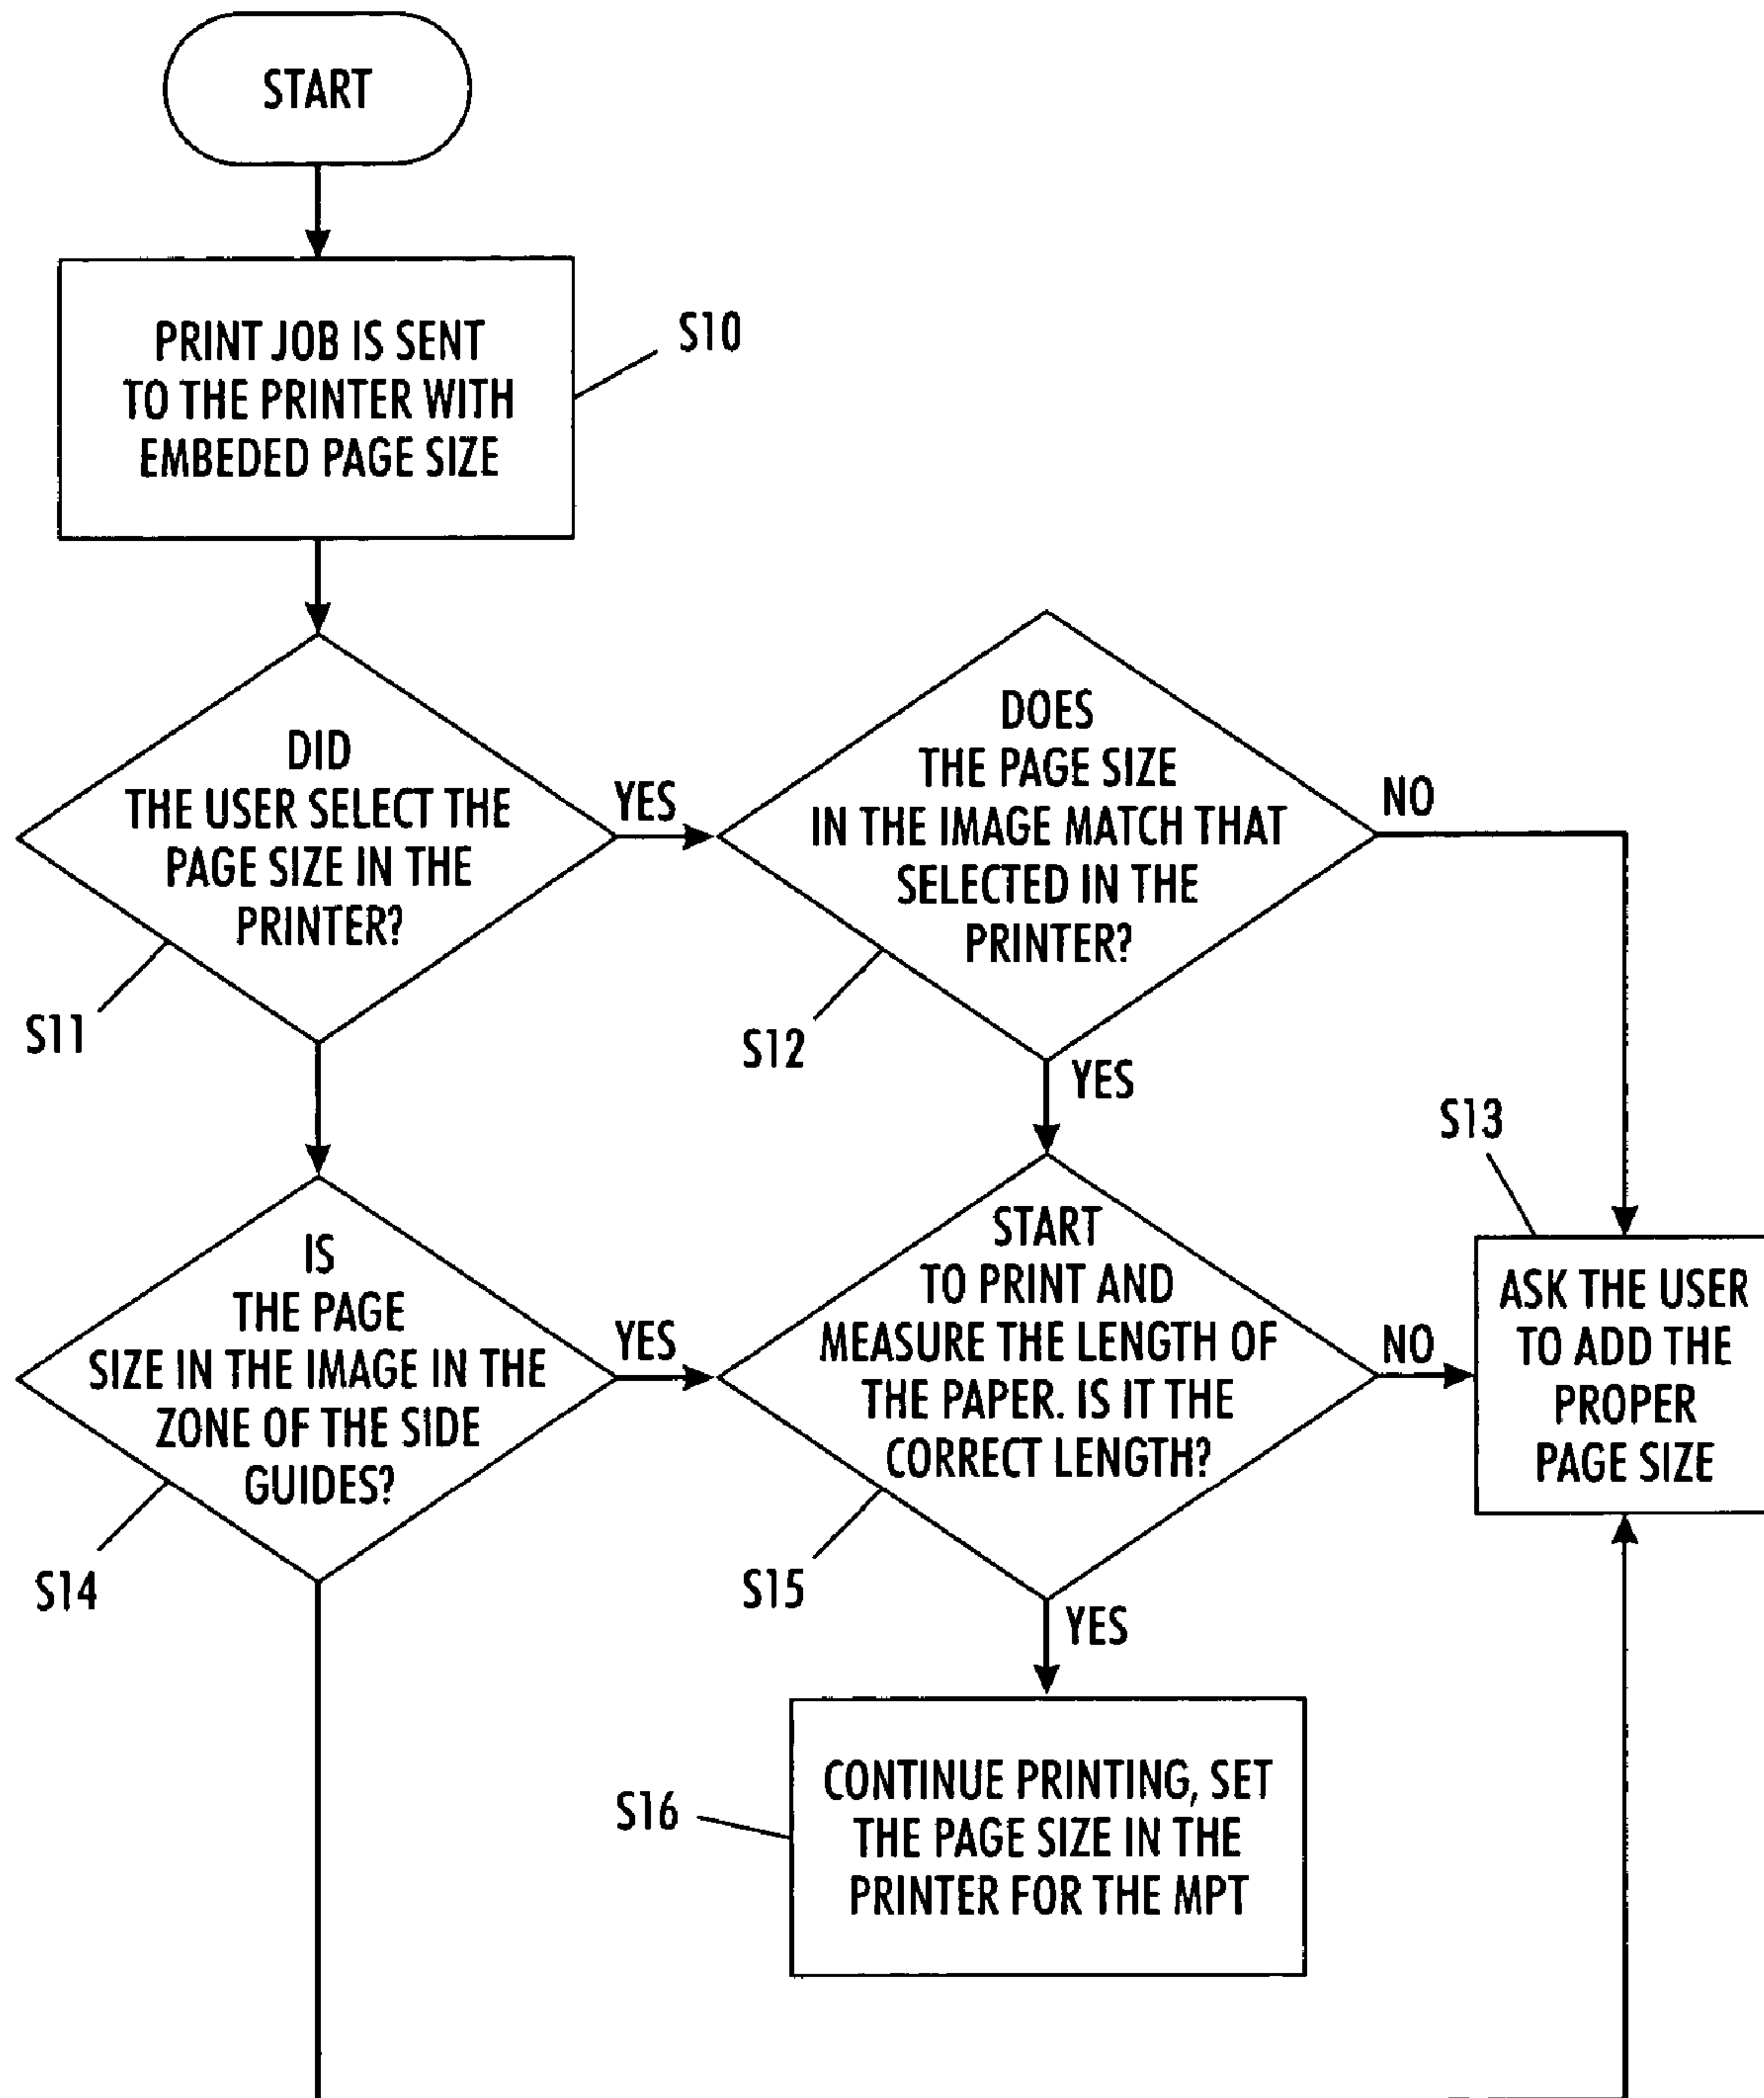 START
PRINT JOB IS SENT
TO THE PRINTER WITH
EMBEDED PAGE SIZE
S10
DID
THE USER SELECT THE
PAGE SIZE IN THE
PRINTER?
S11
YES
DOES
THE PAGE SIZE
IN THE IMAGE MATCH THAT
SELECTED IN THE
PRINTER?
S12
NO
YES
S13
ASK THE USER
TO ADD THE
PROPER
PAGE SIZE
IS
THE PAGE
SIZE IN THE IMAGE IN THE
ZONE OF THE SIDE
GUIDES?
S14
YES
START
TO PRINT AND
MEASURE THE LENGTH OF
THE PAPER. IS IT THE
CORRECT LENGTH?
S15
NO
YES
S16
CONTINUE PRINTING, SET
THE PAGE SIZE IN THE
PRINTER FOR THE MPT